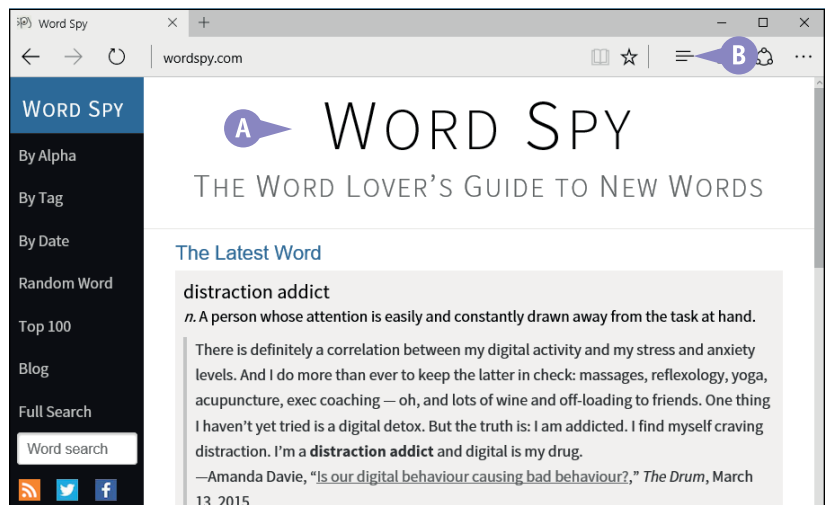 Word Spy
wordspy.com
B
WORD SPY
By Alpha
By Tag
By Date
Random Word
Top 100
Blog
Full Search
Word search
A
WORD SPY
THE WORD LOVER'S GUIDE TO NEW WORDS
The Latest Word
distraction addict
n. A person whose attention is easily and constantly drawn away from the task at hand.
There is definitely a correlation between my digital activity and my stress and anxiety
levels. And I do more than ever to keep the latter in check: massages, reflexology, yoga,
acupuncture, exec coaching — oh, and lots of wine and off-loading to friends. One thing
I haven't yet tried is a digital detox. But the truth is: I am addicted. I find myself craving
distraction. I'm a distraction addict and digital is my drug.
—Amanda Davie, “Is our digital behaviour causing bad behaviour?,” The Drum, March
13, 2015